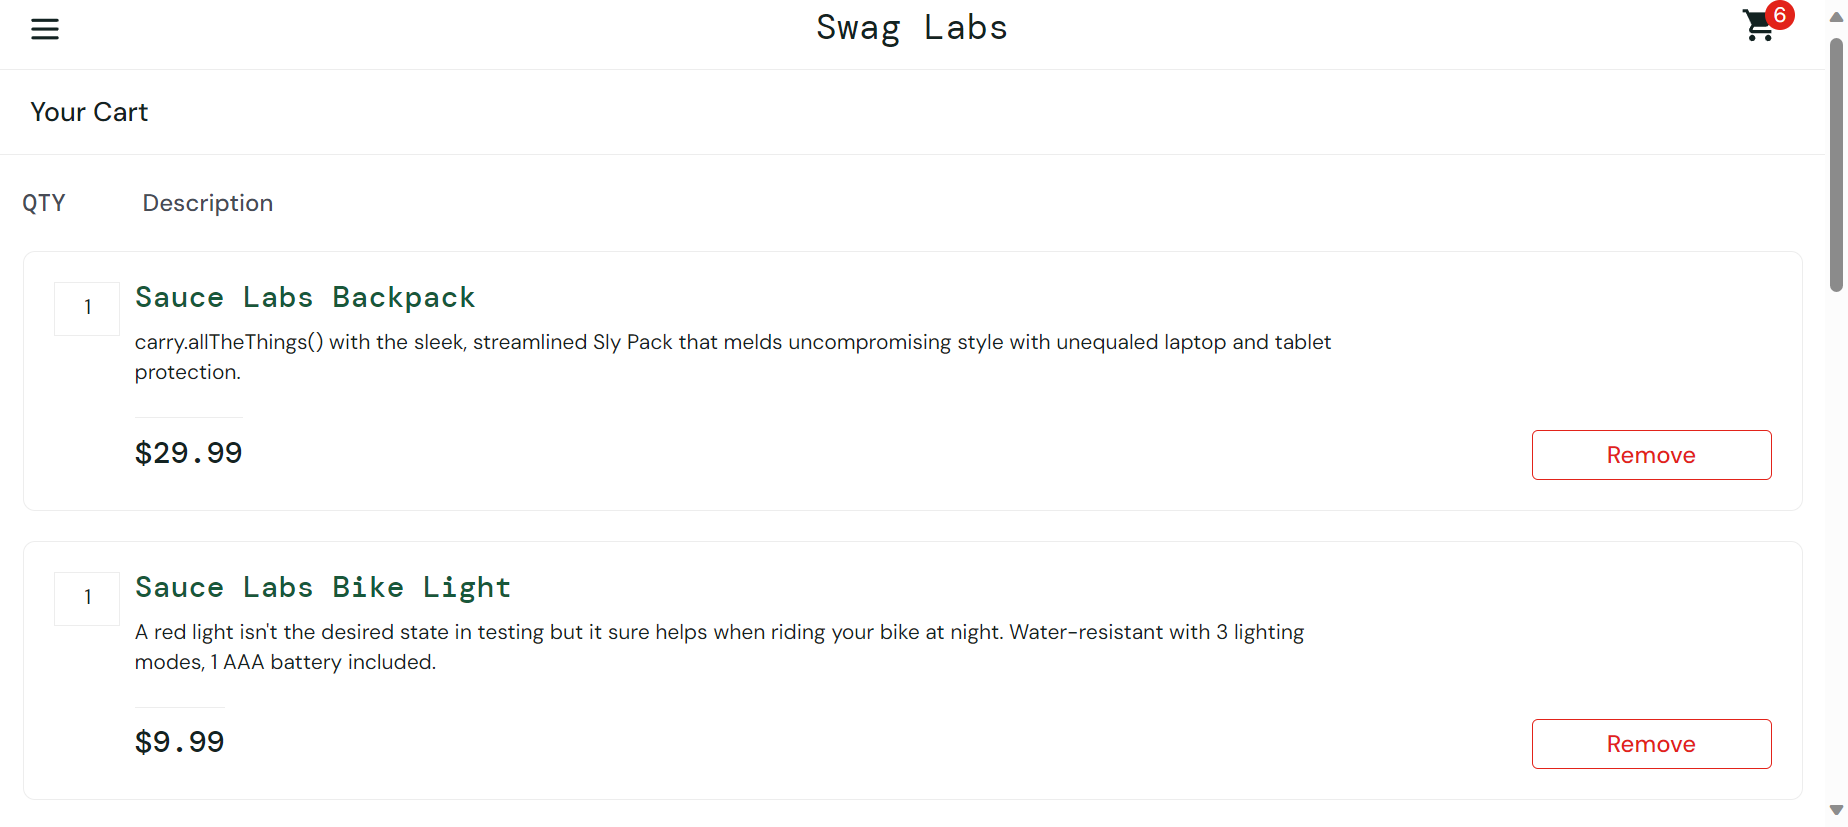 Swag Labs
6
Your Cart
QTY
Description
1
Sauce Labs Backpack
carry.allTheThings() with the sleek, streamlined Sly Pack that melds uncompromising style with unequaled laptop and tablet
protection.
$29.99
Remove
1
Sauce Labs Bike Light
A red light isn't the desired state in testing but it sure helps when riding your bike at night. Water-resistant with 3 lighting
modes, 1 AAA battery included.
$9.99
Remove